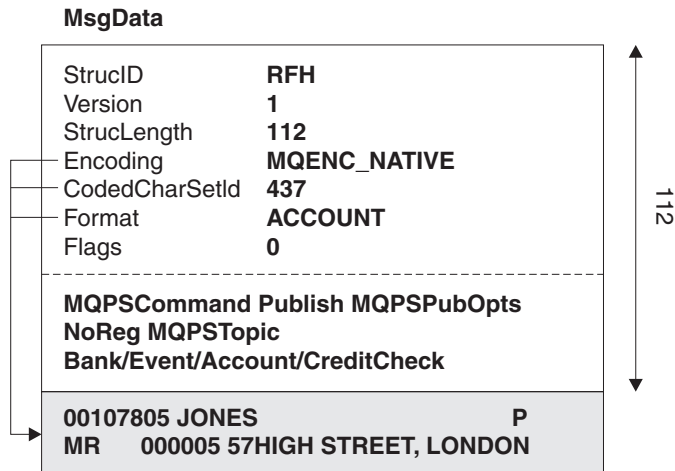 MsgData
StrucID RFH
Version 1
StrucLength 112
Encoding MQENC_NATIVE
CodedCharSetId 437
Format ACCOUNT
Flags 0
112
MQPSCommand Publish MQPSPubOpts
NoReg MQPSTopic
Bank/Event/Account/CreditCheck
00107805 JONES P
MR 000005 57HIGH STREET, LONDON